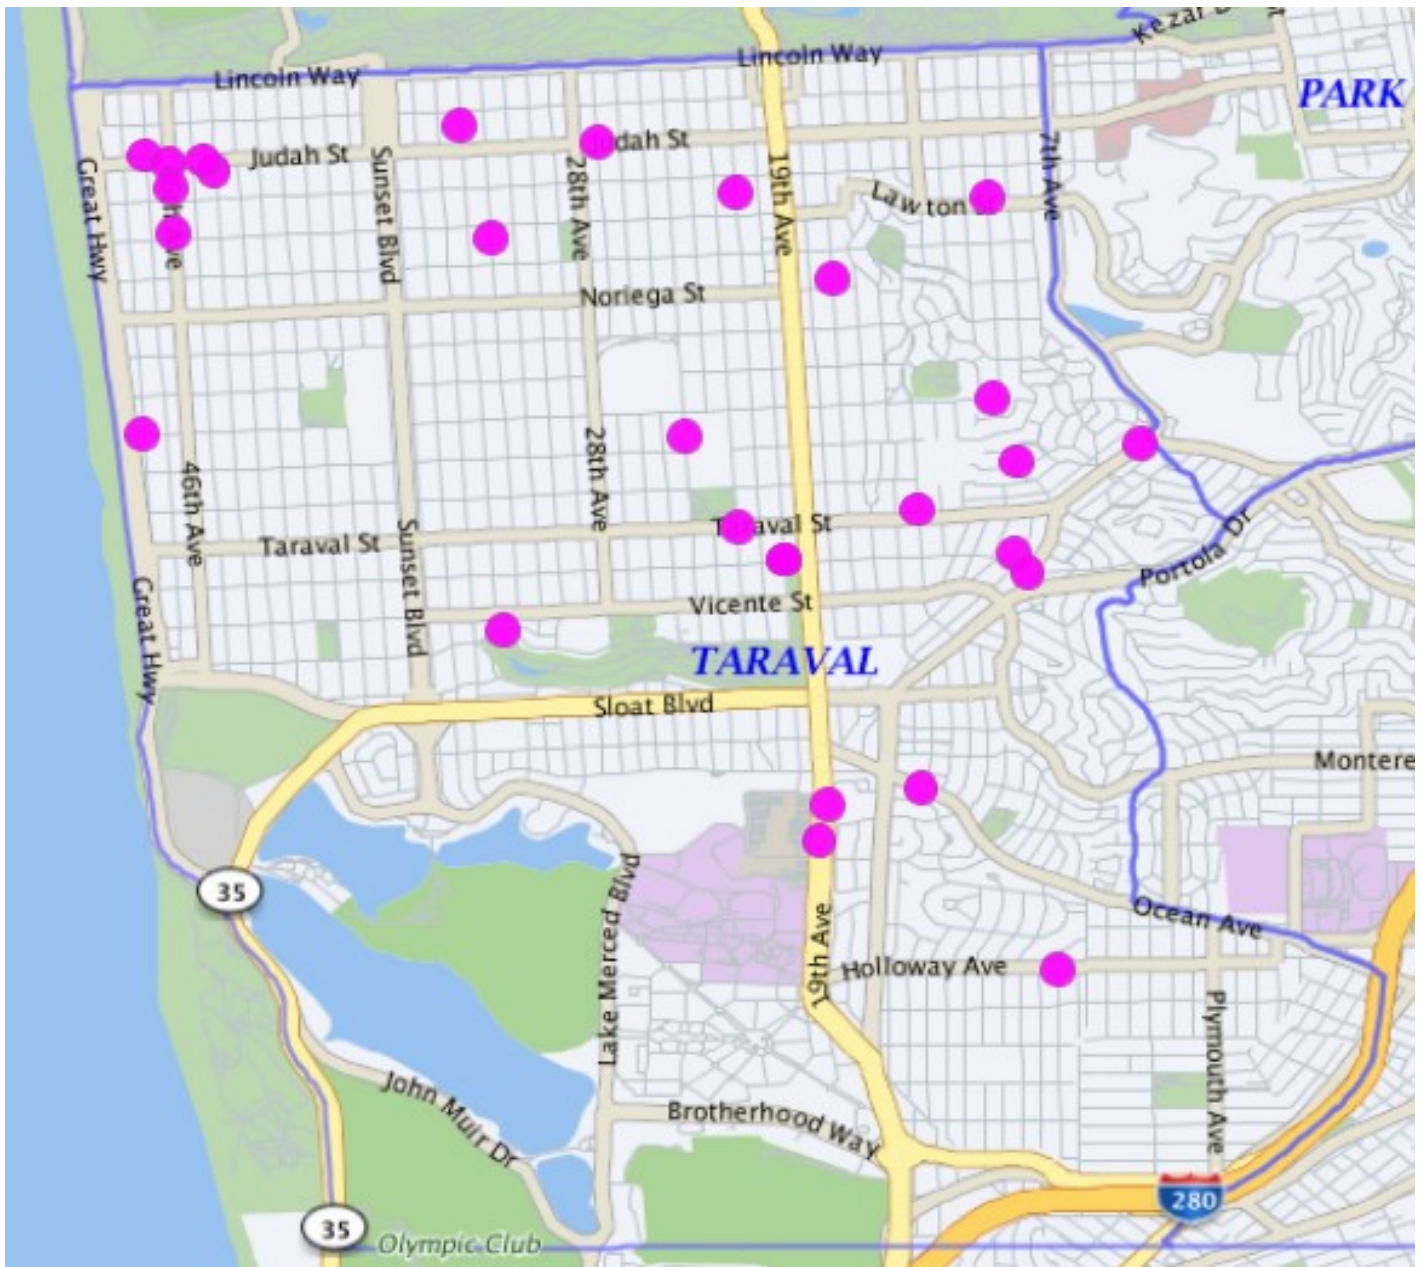 Kezar D
Lincoln Way
Lincoln Way
PARK
Judah St
udah St
Great Hwy
Sunset Blvd
28th Ave
19th Ave
7th Ave
Lawton S
Noriega St
46th Ave
28th Ave
Taraval St
T aval St
Sunset Blvd
Great Hwy
Vicente St
Portola Dr
TARAVAL
Sloat Blvd
Montere
35
Lake Merced Blvd
19th Ave
Ocean Ave
Holloway Ave
Plymouth Ave
John Muir Dr
Brotherhood Way
280
35
Olympic Club